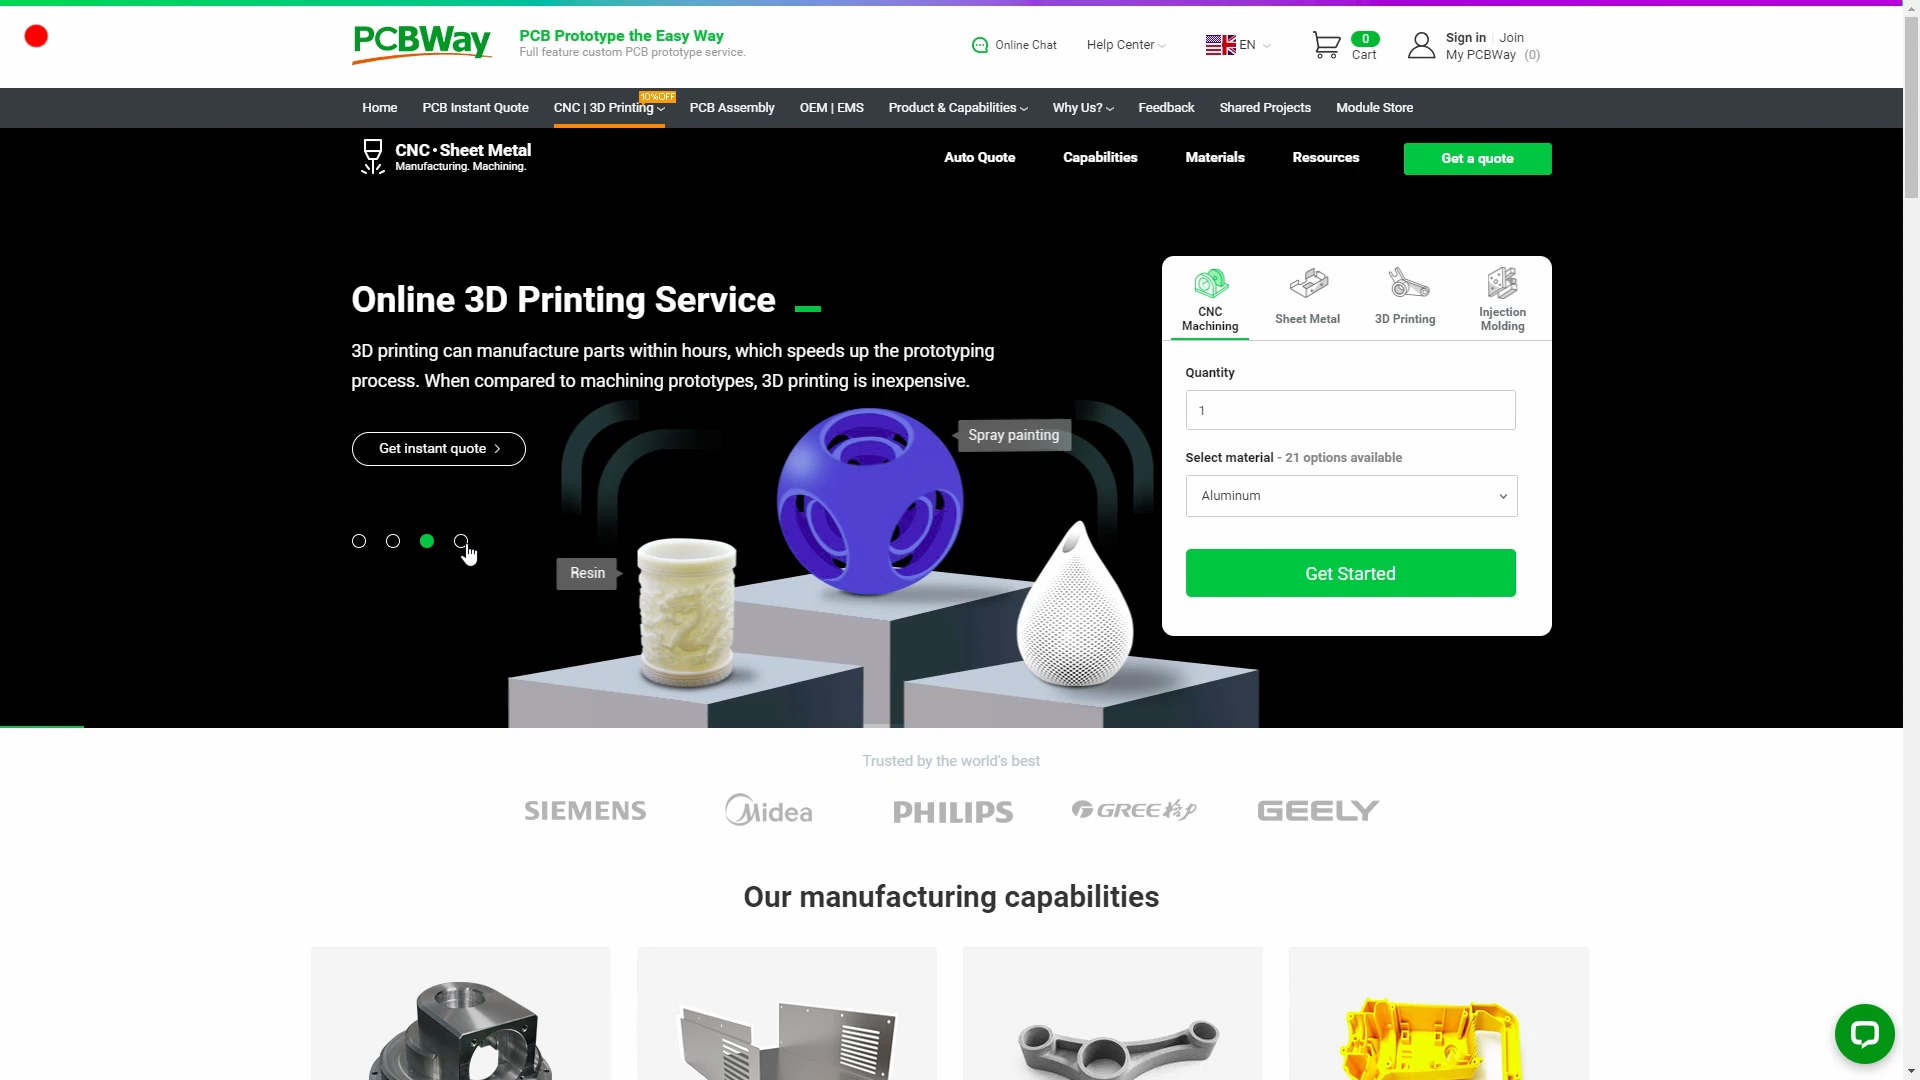 PCBWay
PCB Prototype the Easy Way
Full feature custom PCB prototype service.
Online Chat
Help Center
EN
0
Cart
Sign in
Join
My PCBWay (0)
10%OFF
Home
PCB Instant Quote
CNC | 3D Printing
PCB Assembly
OEM | EMS
Product & Capabilities
Why Us?
Feedback
Shared Projects
Module Store
CNC·Sheet Metal
Manufacturing. Machining.
Auto Quote
Capabilities
Materials
Resources
Get a quote
Online 3D Printing Service
3D printing can manufacture parts within hours, which speeds up the prototyping
process. When compared to machining prototypes, 3D printing is inexpensive.
Get instant quote
Spray painting
Resin
CNC
Machining
Sheet Metal
3D Printing
Injection
Molding
Quantity
1
Select material - 21 options available
Aluminum
Get Started
Trusted by the world's best
SIEMENS
Midea
PHILIPS
GREE格力
GEELY
Our manufacturing capabilities